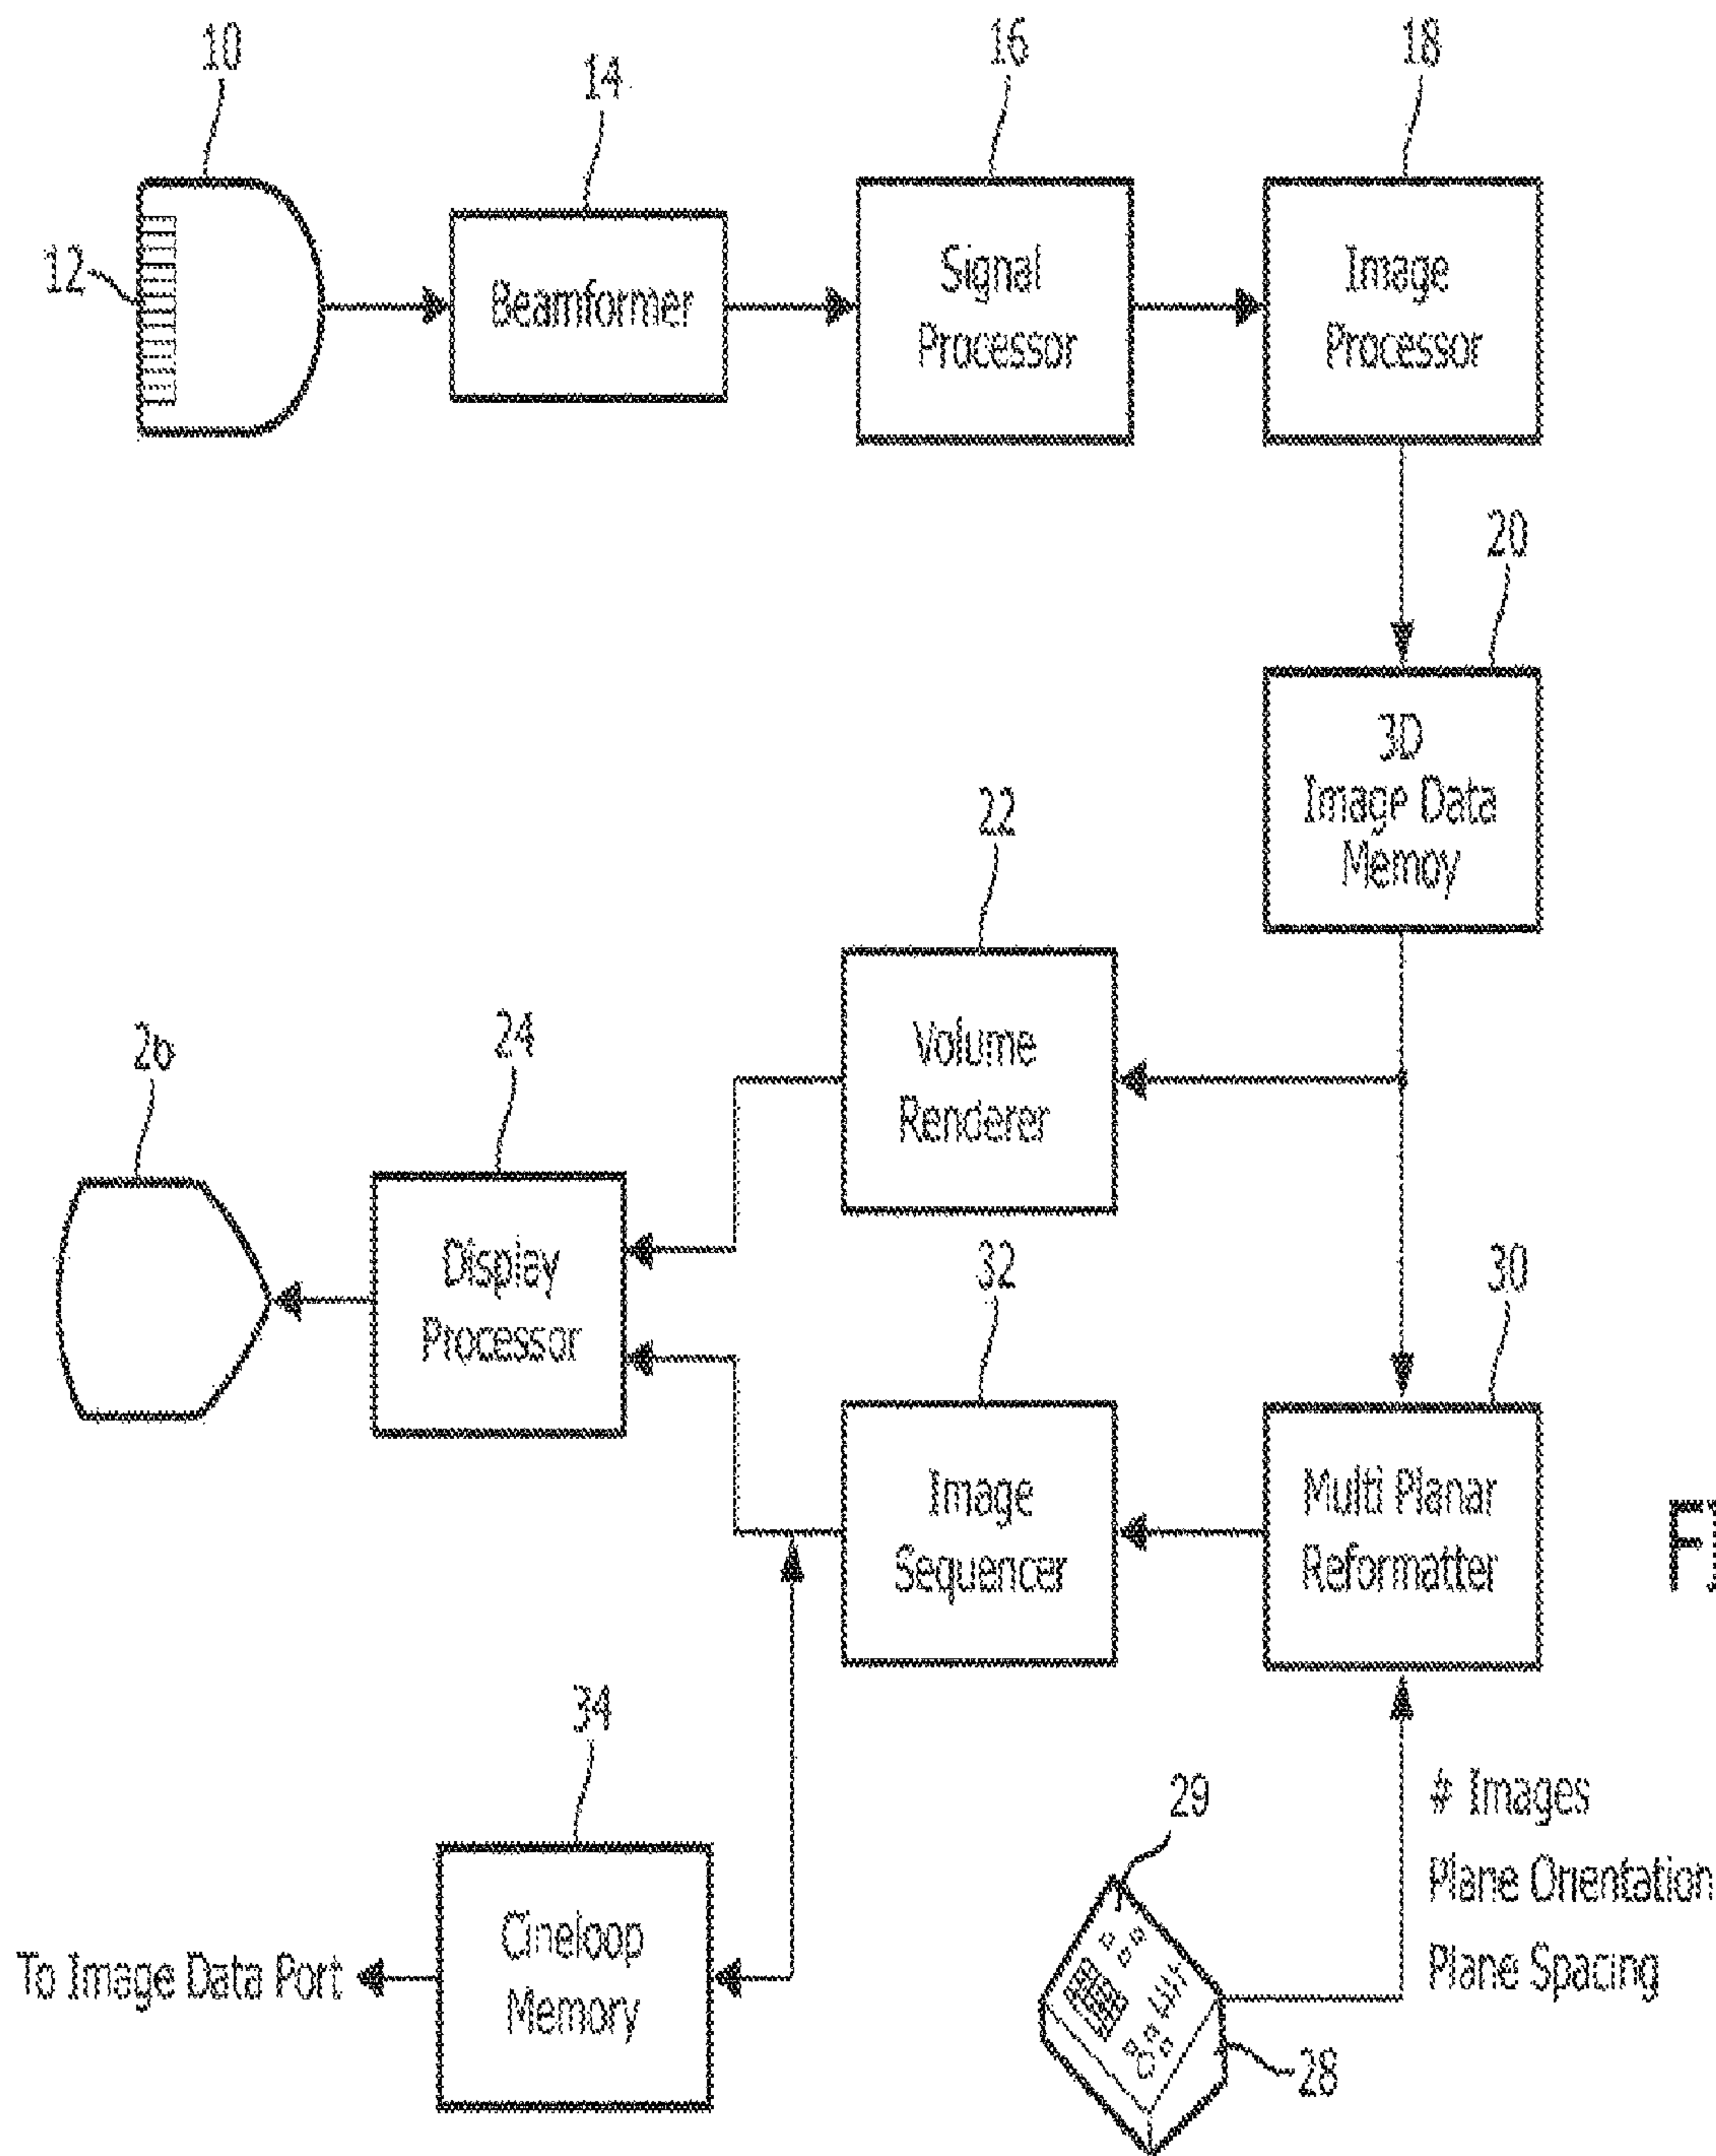 10
14
16
18
12
Beamformer
Signal
Processor
Image
Processor
20
3D
Image Data
Memoy
22
Volume
Renderer
24
26
Display
Processor
32
30
Image
Sequencer
Multi Planar
Reformatter
FI
34
Cineloop
Memory
To Image Data Port
29
28
# Images
Plane Orientation
Plane Spacing